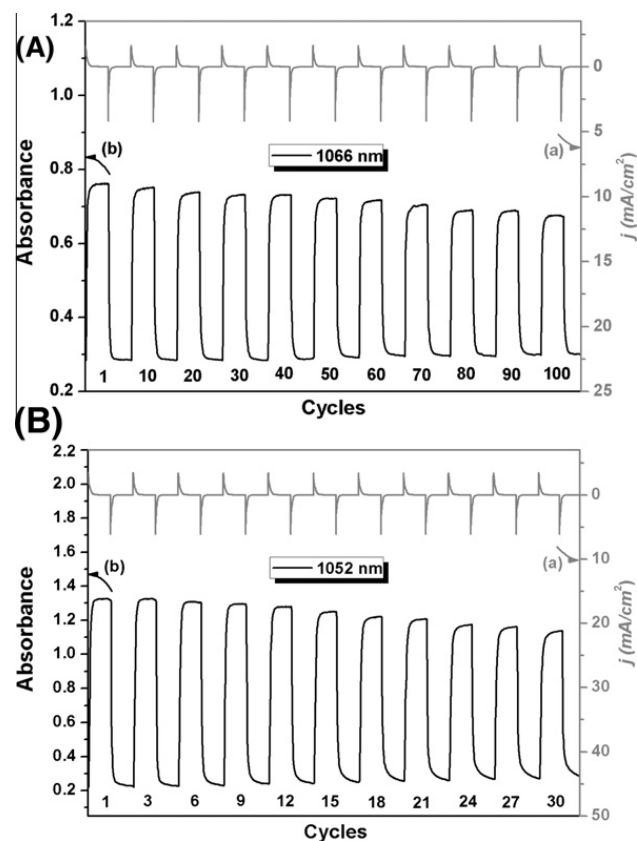 (A)
1.2
1.0
0.8
0.6
0.4
0.2
Absorbance
0
5
10
15
20
25
j (mA/cm²)
(b)
1066 nm
(a)
1 10 20 30 40 50 60 70 80 90 100
Cycles
(B)
2.2
2.0
1.8
1.6
1.4
1.2
1.0
0.8
0.6
0.4
0.2
Absorbance
0
10
20
30
40
50
j (mA/cm²)
(b)
1052 nm
(a)
1 3 6 9 12 15 18 21 24 27 30
Cycles